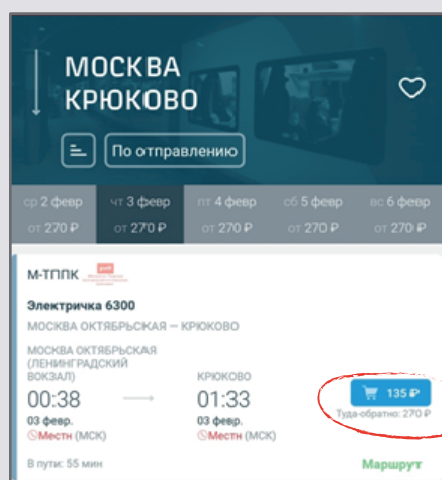 МОСКВА
КРЮКОВО
По отправлению
ср 2 февр
чт 3 февр
пт 4 февр
сб 5 февр
вс 6 февр
от 270 ₽
от 270 ₽
от 270 ₽
от 270 ₽
от 270 ₽
М-ТППК
Электричка 6300
МОСКВА ОКТЯБРЬСКАЯ — КРЮКОВО
МОСКВА ОКТЯБРЬСКАЯ
(ЛЕНИНГРАДСКИЙ
ВОКЗАЛ)
КРЮКОВО
00:38
01:33
135 ₽
Туда-обратно: 270 ₽
03 февр.
03 февр.
Местн (МСК)
Местн (МСК)
В пути: 55 мин
Маршрут